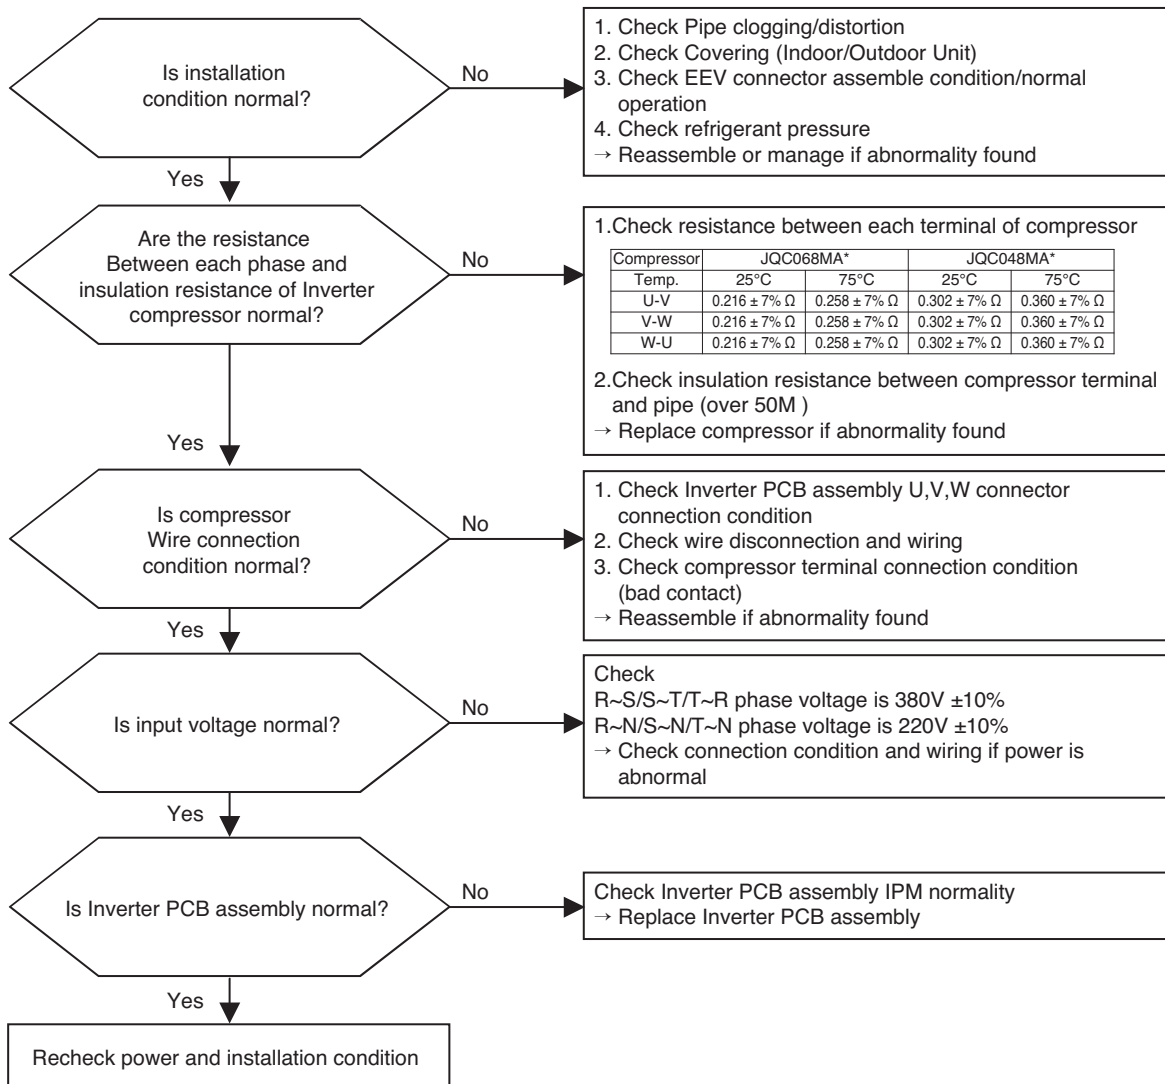 Is installation
condition normal?
No
1. Check Pipe clogging/distortion
2. Check Covering (Indoor/Outdoor Unit)
3. Check EEV connector assemble condition/normal
operation
4. Check refrigerant pressure
→ Reassemble or manage if abnormality found
Yes
Are the resistance
Between each phase and
insulation resistance of Inverter
compressor normal?
No
1.Check resistance between each terminal of compressor
Compressor JQC068MA* JQC048MA*
Temp. 25°C 75°C 25°C 75°C
U-V 0.216 ± 7% Ω 0.258 ± 7% Ω 0.302 ± 7% Ω 0.360 ± 7% Ω
V-W 0.216 ± 7% Ω 0.258 ± 7% Ω 0.302 ± 7% Ω 0.360 ± 7% Ω
W-U 0.216 ± 7% Ω 0.258 ± 7% Ω 0.302 ± 7% Ω 0.360 ± 7% Ω
2.Check insulation resistance between compressor terminal
and pipe (over 50M )
→ Replace compressor if abnormality found
Yes
Is compressor
Wire connection
condition normal?
No
1. Check Inverter PCB assembly U,V,W connector
connection condition
2. Check wire disconnection and wiring
3. Check compressor terminal connection condition
(bad contact)
→ Reassemble if abnormality found
Yes
Is input voltage normal?
No
Check
R~S/S~T/T~R phase voltage is 380V ±10%
R~N/S~N/T~N phase voltage is 220V ±10%
→ Check connection condition and wiring if power is
abnormal
Yes
Is Inverter PCB assembly normal?
No
Check Inverter PCB assembly IPM normality
→ Replace Inverter PCB assembly
Yes
Recheck power and installation condition